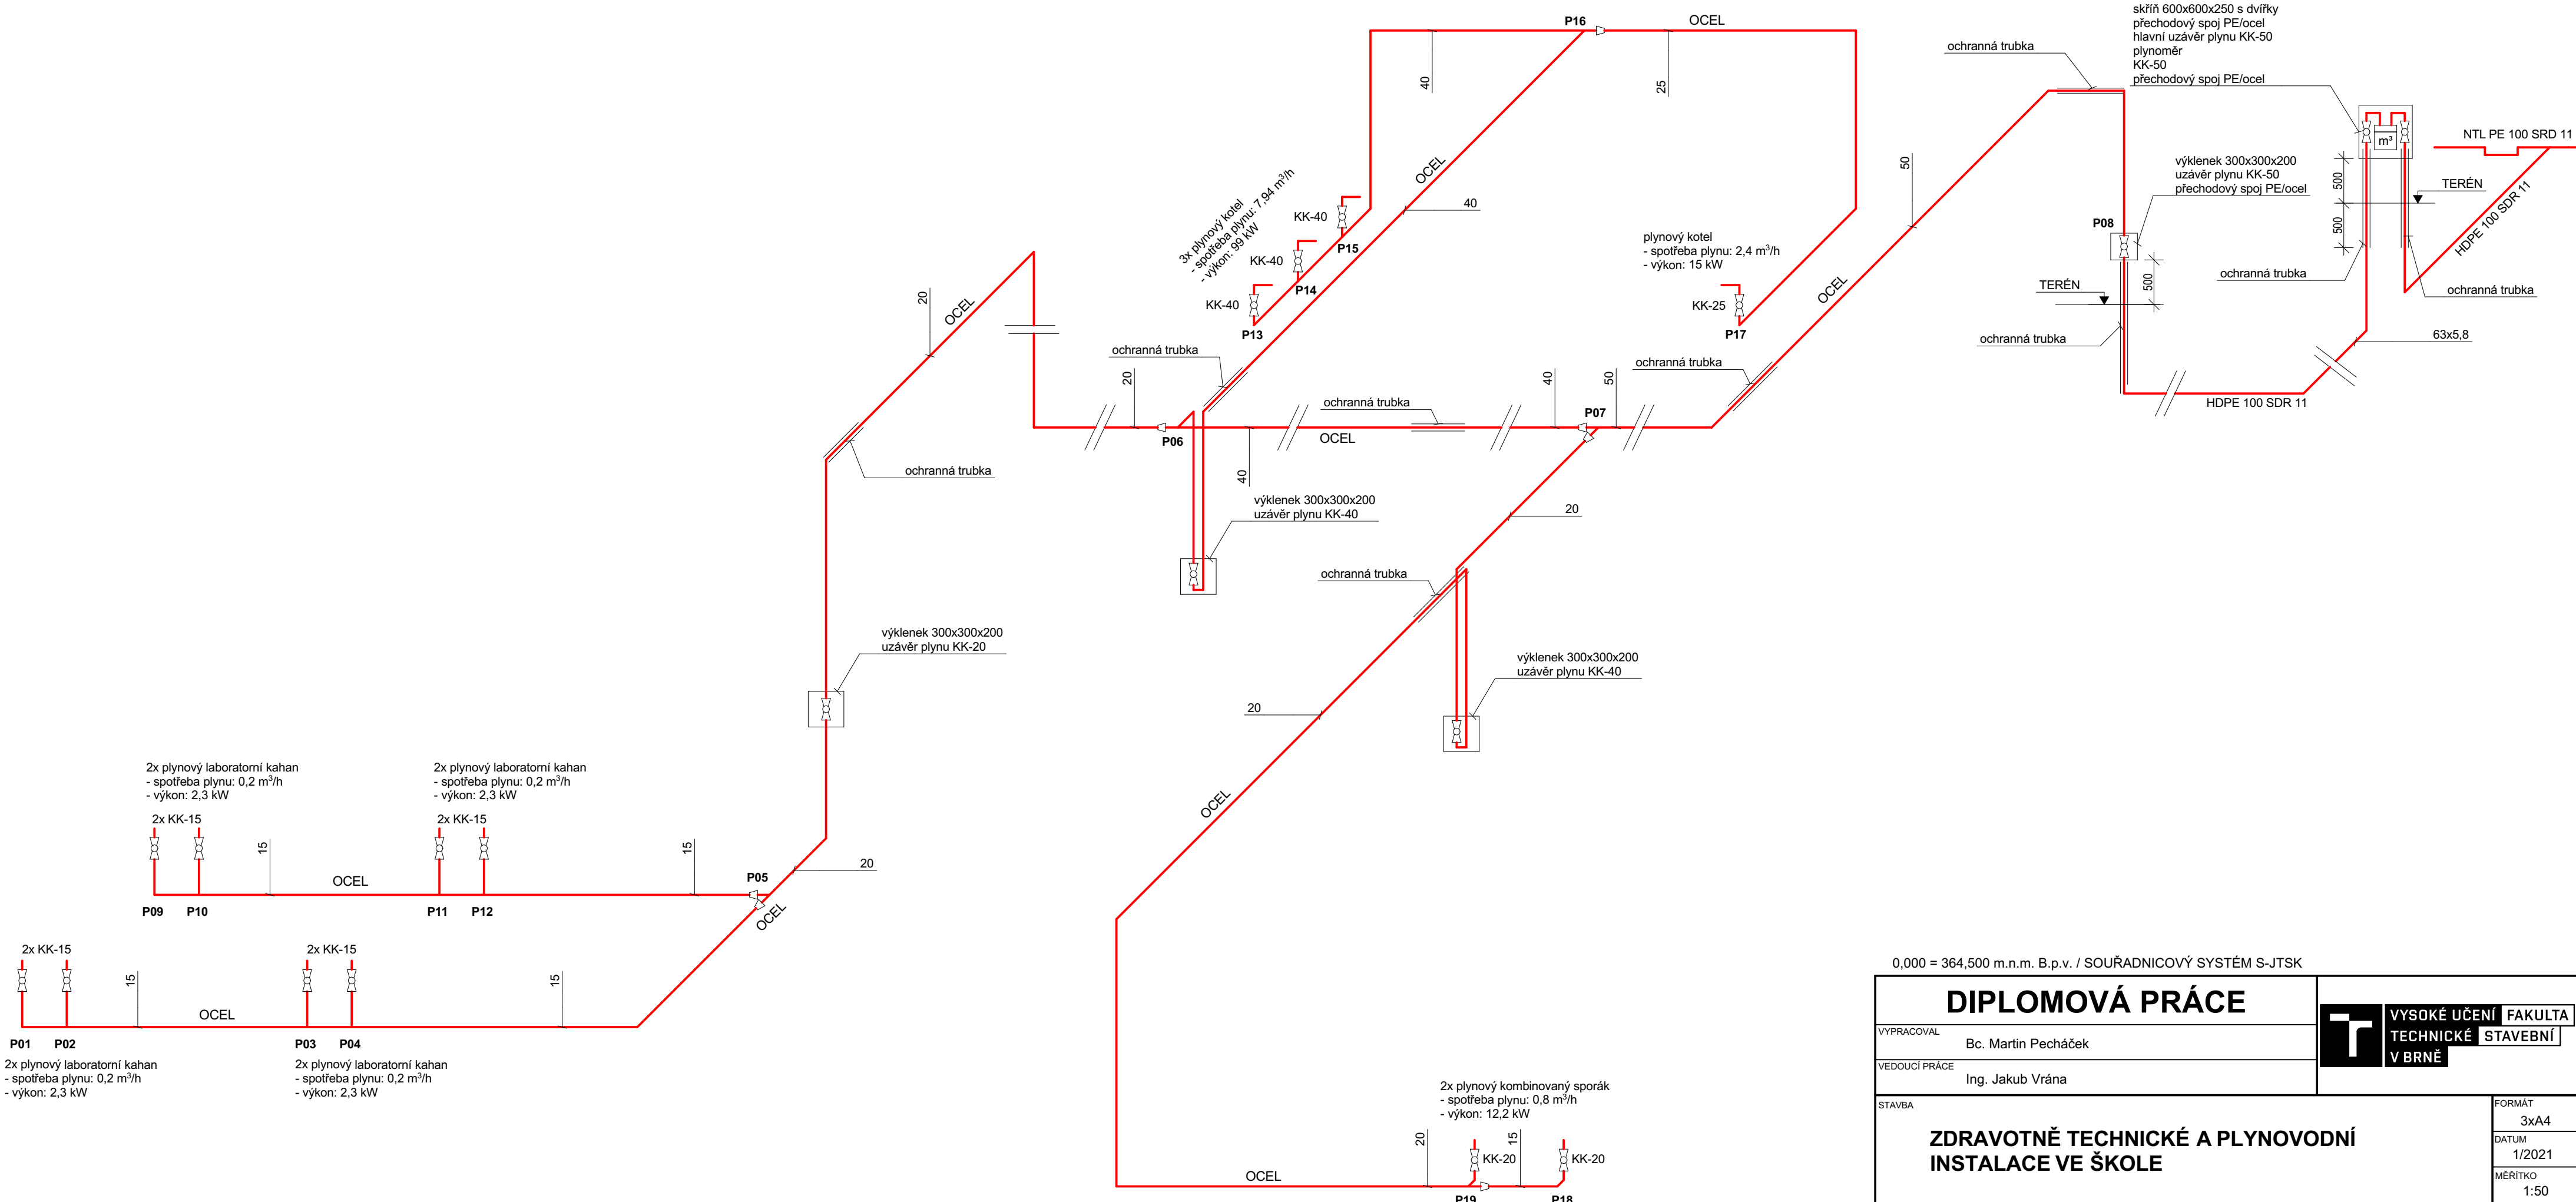 P16
OCEL
40
25
OCEL
40
3x plynový kotel
- spotřeba plynu: 7,94 m³/h
- výkon: 99 kW
KK-40
P15
KK-40
P14
KK-40
P13
plynový kotel
- spotřeba plynu: 2,4 m³/h
- výkon: 15 kW
KK-25
P17
ochranná trubka
50
OCEL
skříň 600x600x250 s dvířky
přechodový spoj PE/ocel
hlavní uzávěr plynu KK-50
plynoměr
KK-50
přechodový spoj PE/ocel
m³
NTL PE 100 SRD 11
výklenek 300x300x200
uzávěr plynu KK-50
přechodový spoj PE/ocel
500
500
TERÉN
HDPE 100 SDR 11
P08
500
TERÉN
ochranná trubka
ochranná trubka
ochranná trubka
63x5,8
HDPE 100 SDR 11
20
OCEL
ochranná trubka
ochranná trubka
20
P06
40
ochranná trubka
OCEL
40
P07
50
ochranná trubka
výklenek 300x300x200
uzávěr plynu KK-40
20
ochranná trubka
výklenek 300x300x200
uzávěr plynu KK-40
20
OCEL
výklenek 300x300x200
uzávěr plynu KK-20
2x plynový laboratorní kahan
- spotřeba plynu: 0,2 m³/h
- výkon: 2,3 kW
2x KK-15
2x plynový laboratorní kahan
- spotřeba plynu: 0,2 m³/h
- výkon: 2,3 kW
2x KK-15
15
OCEL
15
P05
20
OCEL
P09
P10
P11
P12
2x KK-15
2x KK-15
15
OCEL
15
P01
P02
P03
P04
2x plynový laboratorní kahan
- spotřeba plynu: 0,2 m³/h
- výkon: 2,3 kW
2x plynový laboratorní kahan
- spotřeba plynu: 0,2 m³/h
- výkon: 2,3 kW
2x plynový kombinovaný sporák
- spotřeba plynu: 0,8 m³/h
- výkon: 12,2 kW
20
KK-20
15
KK-20
OCEL
P19
P18
0,000 = 364,500 m.n.m. B.p.v. / SOUŘADNICOVÝ SYSTÉM S-JTSK
DIPLOMOVÁ PRÁCE
VYPRACOVAL
Bc. Martin Pecháček
VEDOUCÍ PRÁCE
Ing. Jakub Vrána
VYSOKÉ UČENÍ FAKULTA
TECHNICKÉ STAVEBNÍ
V BRNĚ
STAVBA
ZDRAVOTNĚ TECHNICKÉ A PLYNOVODNÍ
INSTALACE VE ŠKOLE
FORMÁT
3xA4
DATUM
1/2021
MĚŘÍTKO
1:50